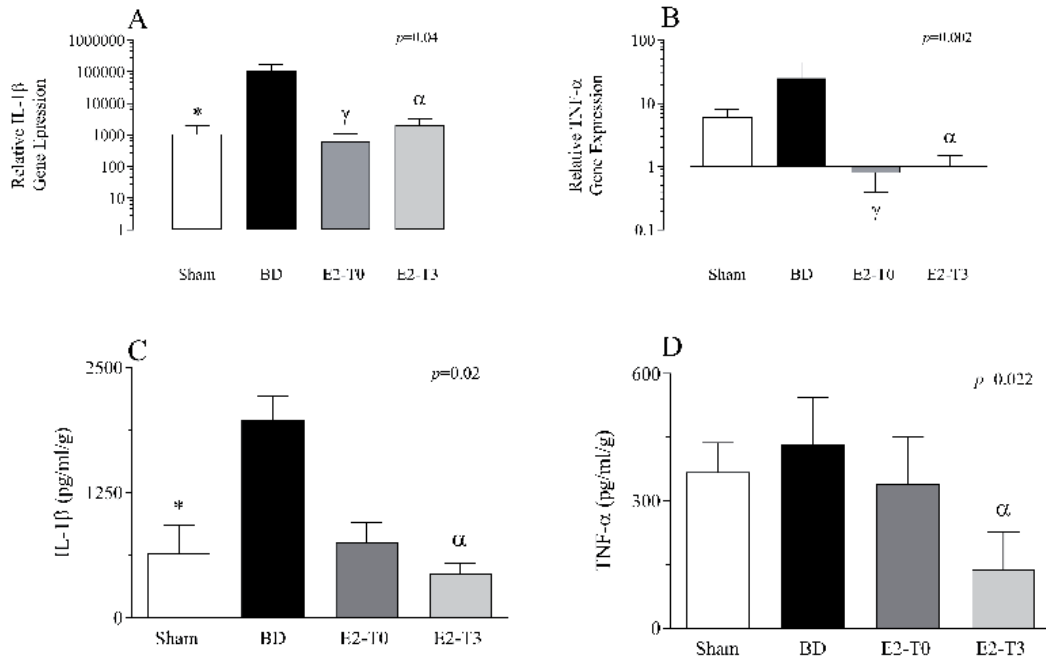 A
p=0.04
Relative IL-1β
Gene Epression
1000000
100000
10000
1000
100
10
1
*
γ
α
Sham BD E2-T0 E2-T3
B
p=0.002
Relative TNF-α
Gene Expression
100
10
1
0.1
γ
α
Sham BD E2-T0 E2-T3
C
p=0.02
IL-1β (pg/ml/g)
2500
1250
0
*
α
Sham BD E2-T0 E2-T3
D
p 0.022
TNF-α (pg/ml/g)
600
300
0
α
Sham BD E2-T0 E2-T3